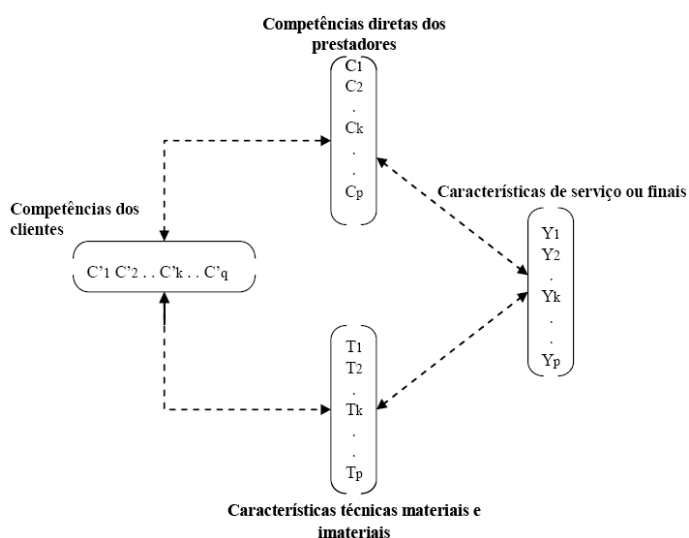 Competências diretas dos
prestadores
C1
C2
.
Ck
.
.
Cp
Características de serviço ou finais
Competências dos
clientes
C'1 C'2 . . C'k . . C'q
Y1
Y2
.
Yk
.
.
Yp
T1
T2
.
Tk
.
.
Tp
Características técnicas materiais e
imateriais